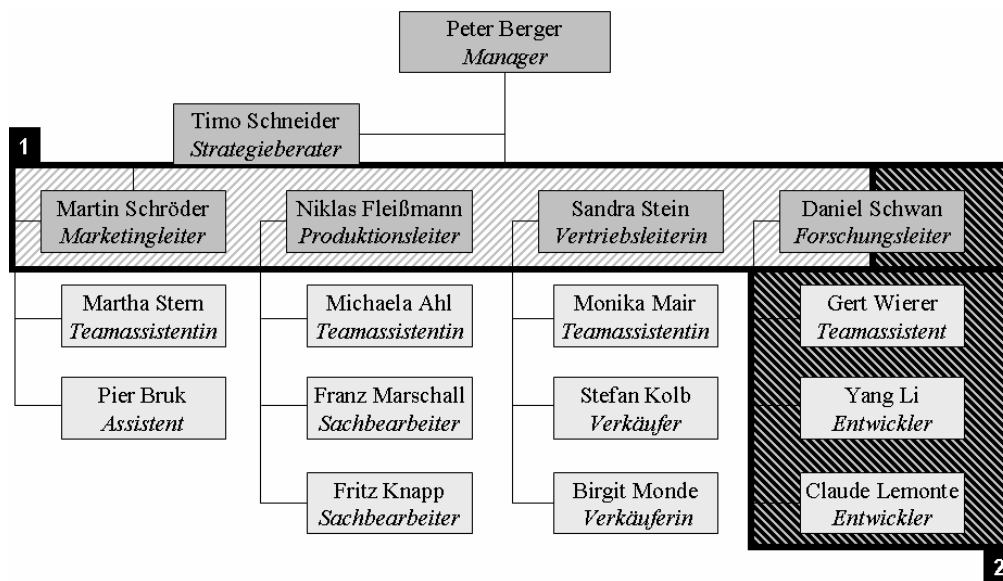 Peter Berger
Manager
Timo Schneider
Strategieberater
1
Martin Schröder
Marketingleiter
Niklas Fleißmann
Produktionsleiter
Sandra Stein
Vertriebsleiterin
Daniel Schwan
Forschungsleiter
Martha Stern
Teamassistentin
Michaela Ahl
Teamassistentin
Monika Mair
Teamassistentin
Gert Wierer
Teamassistent
Pier Bruk
Assistent
Franz Marschall
Sachbearbeiter
Stefan Kolb
Verkäufer
Yang Li
Entwickler
Fritz Knapp
Sachbearbeiter
Birgit Monde
Verkäuferin
Claude Lemonte
Entwickler
2